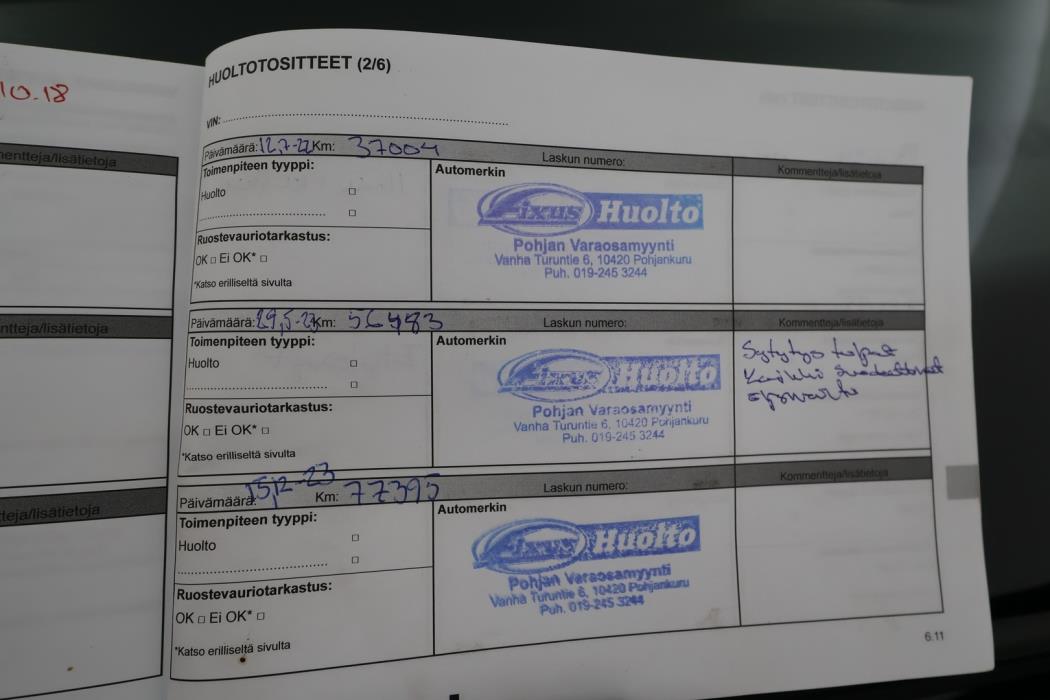 10.18
mentteja/lisätietoja
ntteja/lisätietoja
teja/lisätietoja
HUOLTOTOSITTEET (2/6)
VIN:
Päivämäärä: 12,7-22 Km: 37004 Laskun numero: Kommentteja/lisätietoja
Toimenpiteen tyyppi: Automerkin
Huolto
Fixus Huolto
Pohjan Varaosamyynti
Vanha Turuntie 6, 10420 Pohjankuru
Puh. 019-245 3244
Ruostevauriotarkastus:
OK Ei OK*
*Katso erilliseltä sivulta
Päivämäärä: 29,5-23 Km: 56483 Laskun numero: Kommentteja/lisätietoja
Toimenpiteen tyyppi: Automerkin
Huolto
Fixus Huolto
Pohjan Varaosamyynti
Vanha Turuntie 6, 10420 Pohjankuru
Puh. 019-245 3244
Sytytys tulpat
Kaikki suodattimet
Ruostevauriotarkastus:
OK Ei OK*
*Katso erilliseltä sivulta
Päivämäärä: 15,12-23 Km: 77395 Laskun numero: Kommentteja/lisätietoja
Toimenpiteen tyyppi: Automerkin
Huolto
Fixus Huolto
Pohjan Varaosamyynti
Vanha Turuntie 6, 10420 Pohjankuru
Puh. 019-245 3244
Ruostevauriotarkastus:
OK Ei OK*
*Katso erilliseltä sivulta
6.11